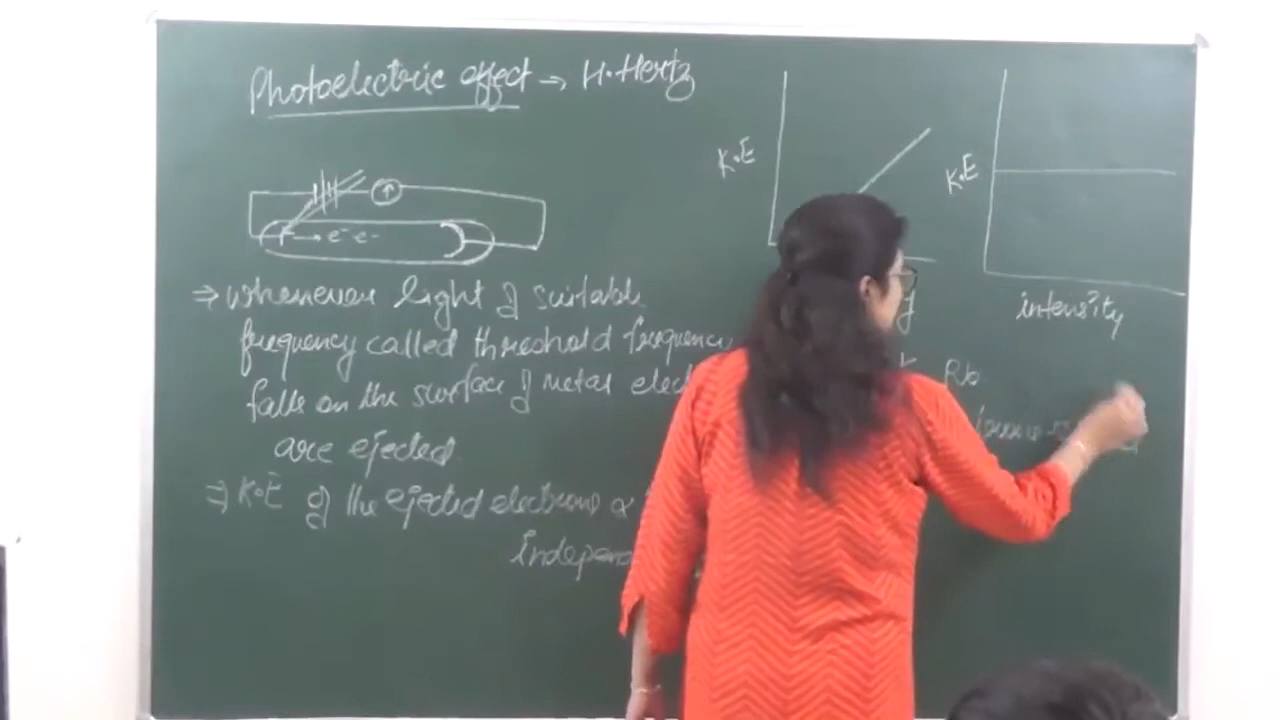 Photoelectric effect → H. Hertz
e⁻ e⁻
⇒ whenever light of suitable
frequency called threshold frequency
falls on the surface of metal elect
are ejected
⇒ K.E of the ejected electrons ∝
indepen
K.E
K.E
intensity
Rb